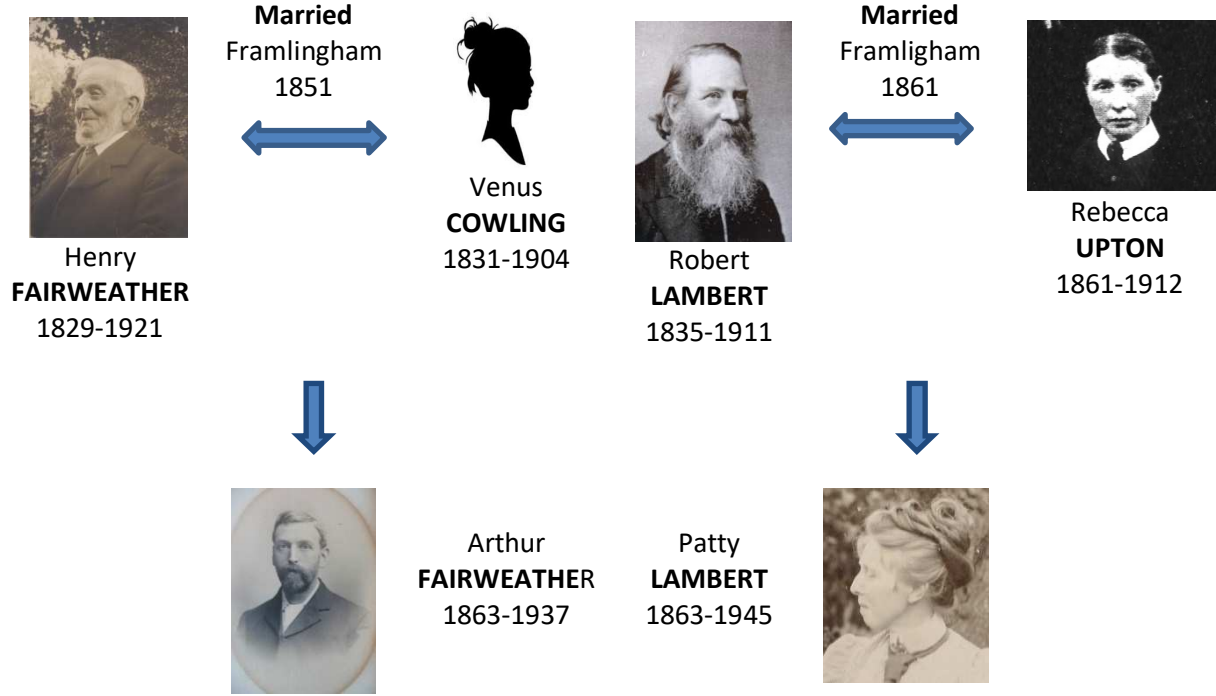 Married
Framlingham
1851
Married
Framligham
1861
Henry
FAIRWEATHER
1829-1921
Venus
COWLING
1831-1904
Robert
LAMBERT
1835-1911
Rebecca
UPTON
1861-1912
Arthur
FAIRWEATHER
1863-1937
Patty
LAMBERT
1863-1945